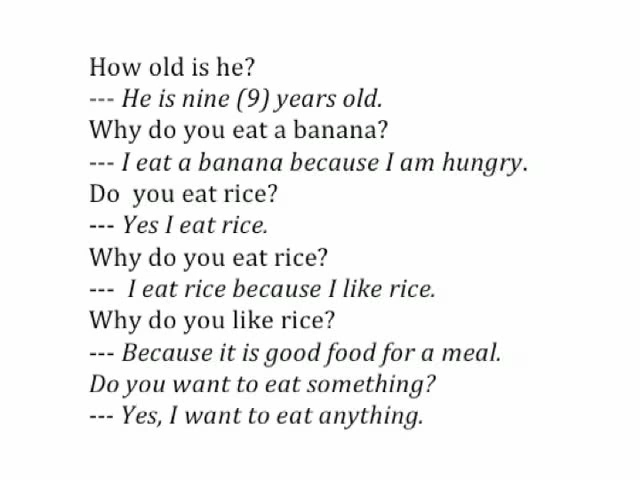 How old is he?
--- He is nine (9) years old.
Why do you eat a banana?
--- I eat a banana because I am hungry.
Do  you eat rice?
--- Yes I eat rice.
Why do you eat rice?
---  I eat rice because I like rice.
Why do you like rice?
--- Because it is good food for a meal.
Do you want to eat something?
--- Yes, I want to eat anything.